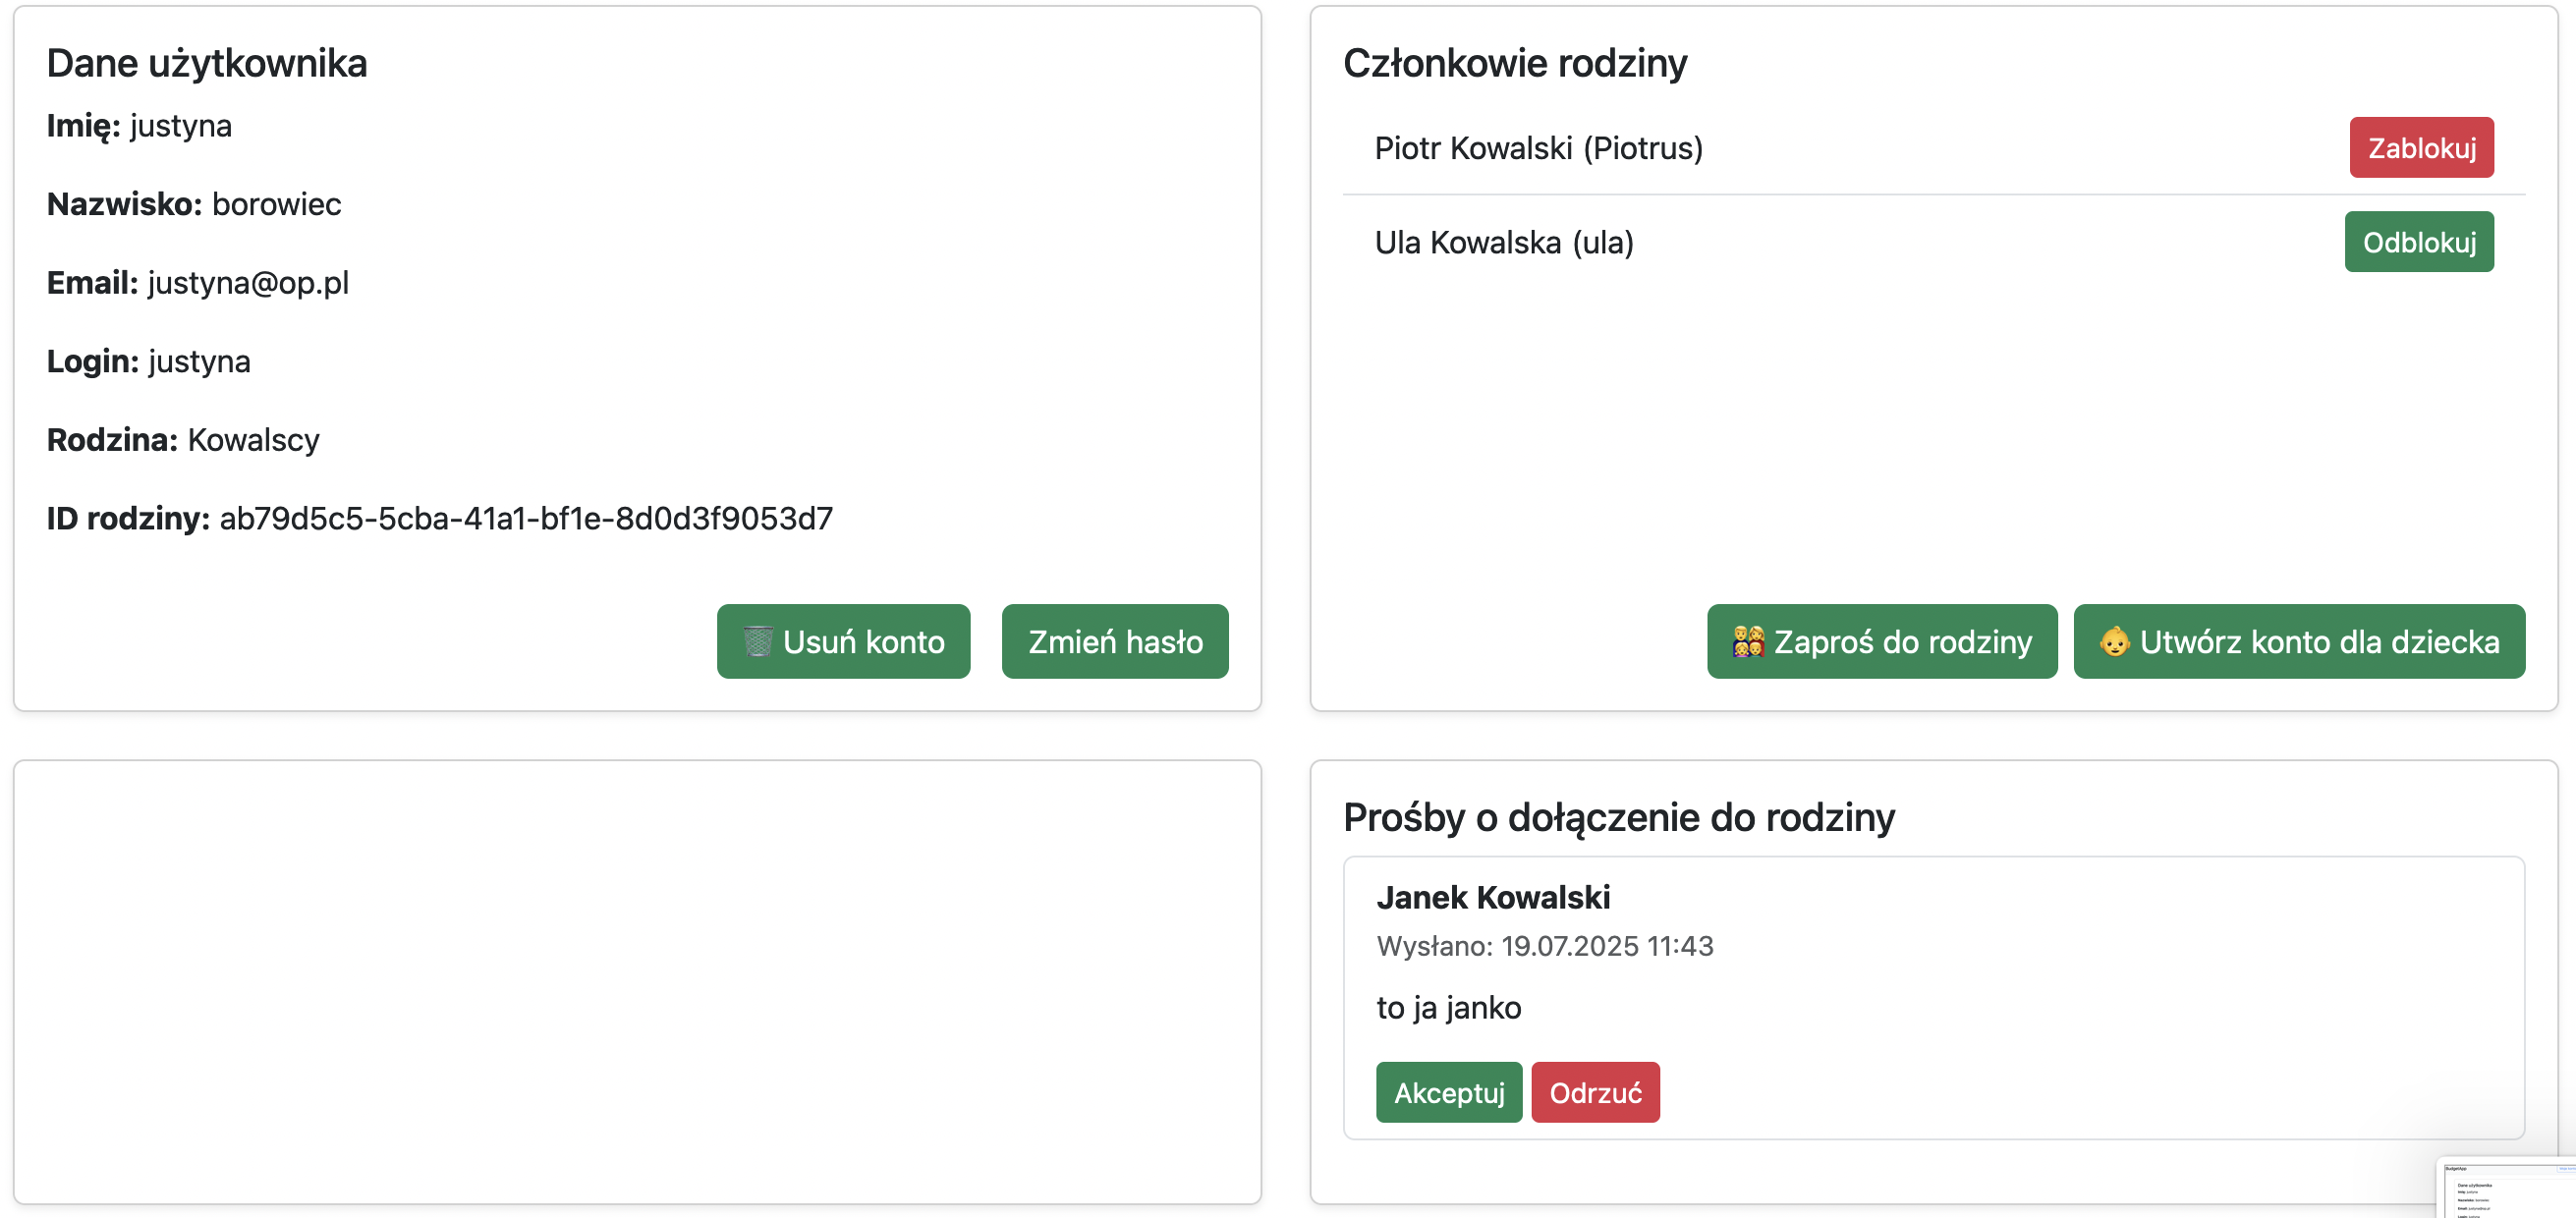 Dane użytkownika
Imię: justyna
Nazwisko: borowiec
Email: justyna@op.pl
Login: justyna
Rodzina: Kowalscy
ID rodziny: ab79d5c5-5cba-41a1-bf1e-8d0d3f9053d7
Usuń konto
Zmień hasło
Członkowie rodziny
Piotr Kowalski (Piotrus)
Zablokuj
Ula Kowalska (ula)
Odblokuj
Zaproś do rodziny
Utwórz konto dla dziecka
Prośby o dołączenie do rodziny
Janek Kowalski
Wysłano: 19.07.2025 11:43
to ja janko
Akceptuj
Odrzuć